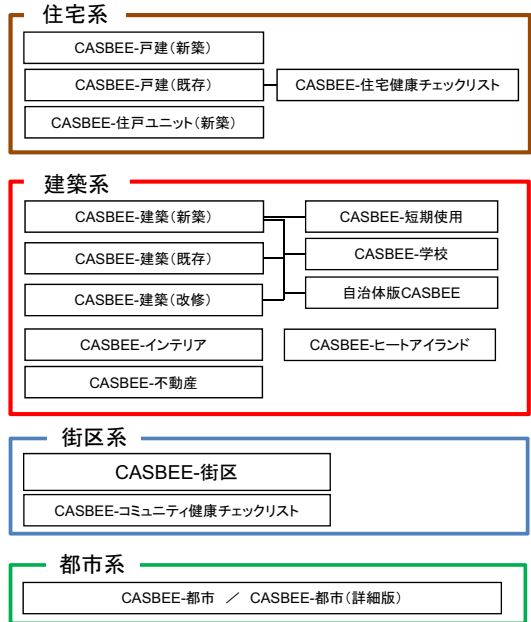 住宅系
CASBEE-戸建(新築)
CASBEE-戸建(既存)
CASBEE-住宅健康チェックリスト
CASBEE-住戸ユニット(新築)
建築系
CASBEE-建築(新築)
CASBEE-短期使用
CASBEE-建築(既存)
CASBEE-学校
CASBEE-建築(改修)
自治体版CASBEE
CASBEE-インテリア
CASBEE-ヒートアイランド
CASBEE-不動産
街区系
CASBEE-街区
CASBEE-コミュニティ健康チェックリスト
都市系
CASBEE-都市 ／ CASBEE-都市(詳細版)